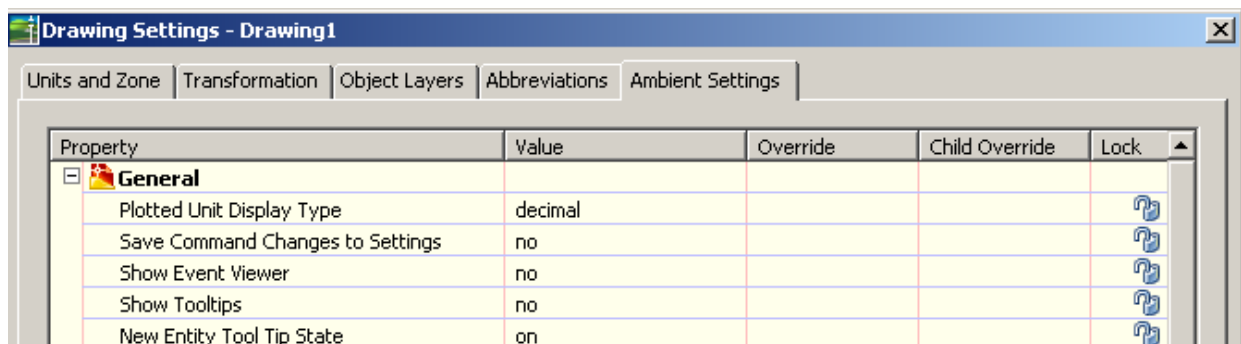 Drawing Settings - Drawing1
Units and Zone Transformation Object Layers Abbreviations Ambient Settings
Property Value Override Child Override Lock
General
Plotted Unit Display Type decimal
Save Command Changes to Settings no
Show Event Viewer no
Show Tooltips no
New Entity Tool Tip State on